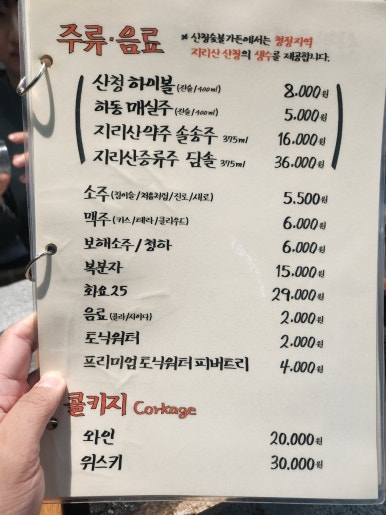 주류·음료
* 산청숯불가든에서는 청정지역
지리산 산청의 생수를 제공합니다.
산청 하이볼 (잔술/400ml) 8,000원
하동 매실주 (잔술/400ml) 5,000원
지리산약주 솔송주 375ml 16,000원
지리산증류주 담솔 375ml 36,000원
소주 (참이슬/처음처럼/진로/새로) 5,500원
맥주 (카스/테라/클라우드) 6,000원
보해소주/청하 6,000원
복분자 15,000원
화요25 29,000원
음료 (콜라/사이다) 2,000원
토닉워터 2,000원
프리미엄 토닉워터 피버트리 4,000원
콜키지 Corkage
와인 20,000원
위스키 30,000원